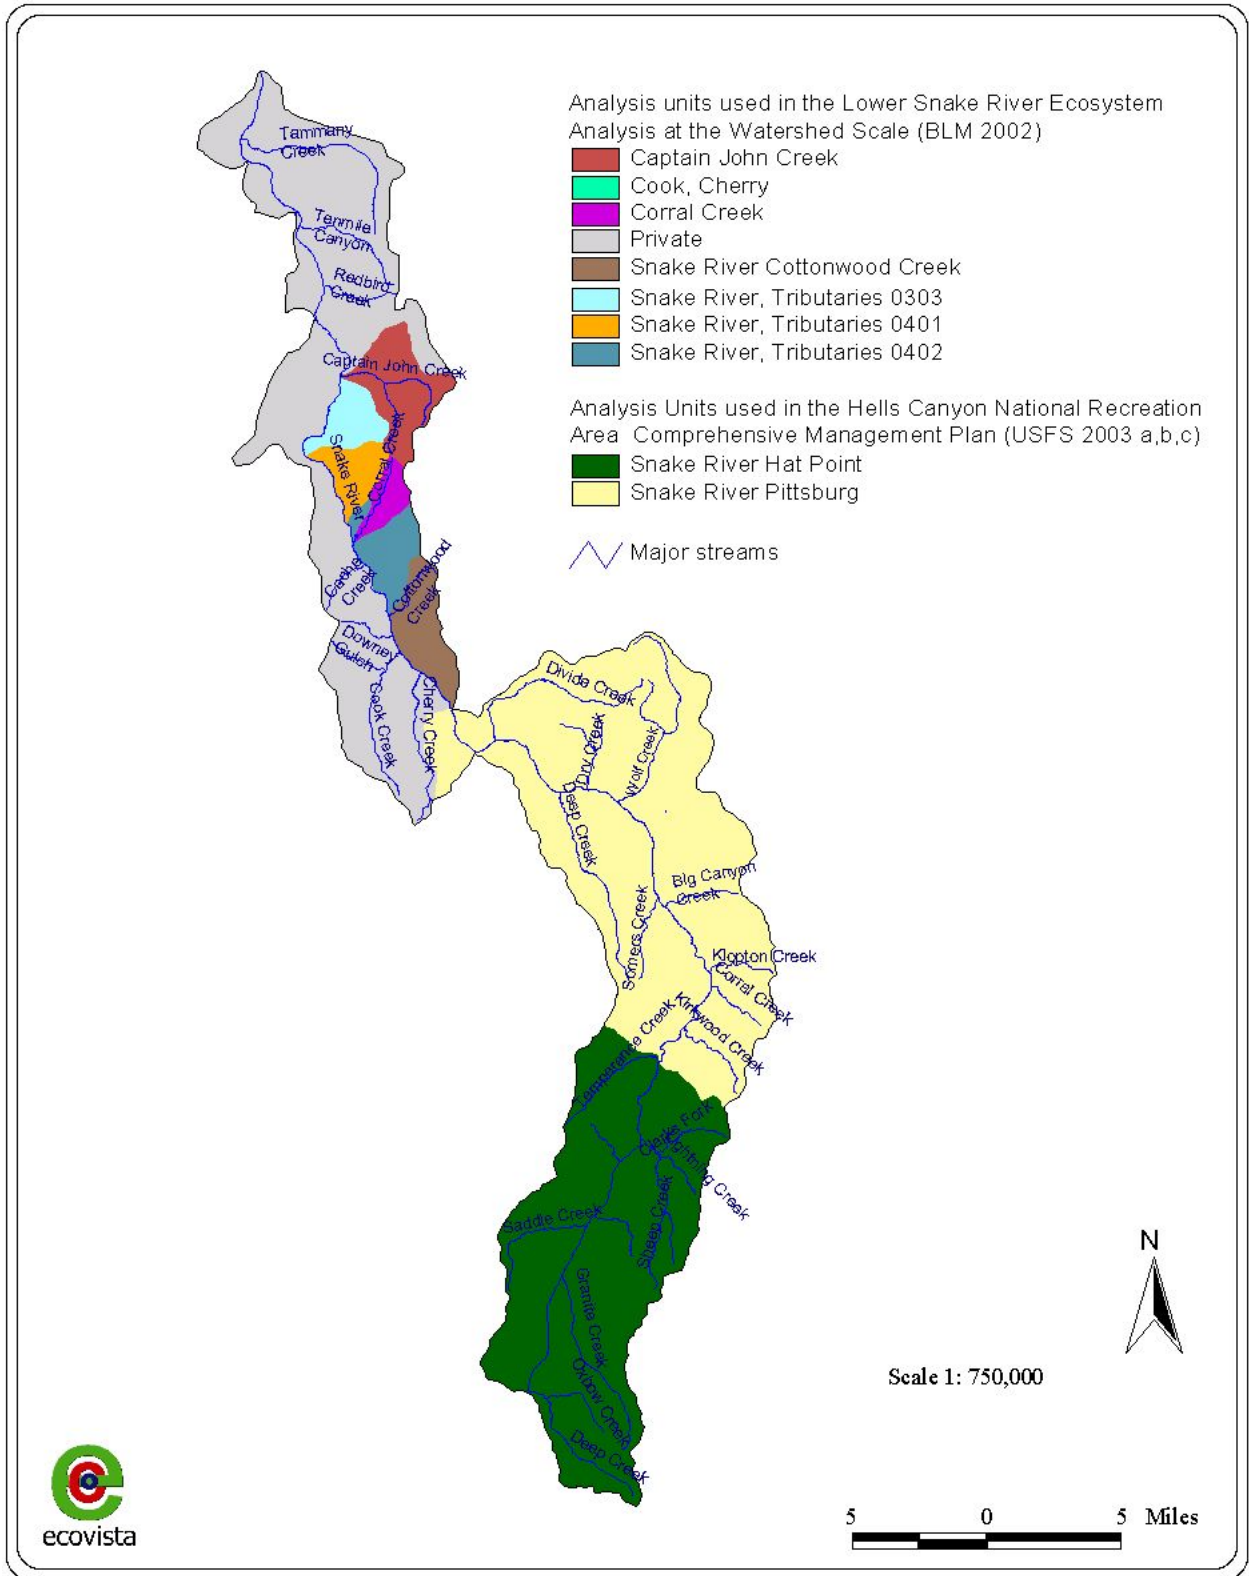 Analysis units used in the Lower Snake River Ecosystem
Analysis at the Watershed Scale (BLM 2002)
Captain John Creek
Cook, Cherry
Corral Creek
Private
Snake River Cottonwood Creek
Snake River, Tributaries 0303
Snake River, Tributaries 0401
Snake River, Tributaries 0402
Analysis Units used in the Hells Canyon National Recreation
Area Comprehensive Management Plan (USFS 2003 a,b,c)
Snake River Hat Point
Snake River Pittsburg
Major streams
Tammany
Creek
Tenmile
Canyon
Redbird
Creek
Captain John Creek
Snake River
Corral Creek
Cache
Creek
Cottonwood
Creek
Downey
Gulch
Cook Creek
Cherry Creek
Divide Creek
Dry Creek
Wolf Creek
Deep Creek
Big Canyon
Creek
Somers Creek
Klopton Creek
Corral Creek
Kirkwood Creek
Temperance Creek
Clarks Fork
Lightning Creek
Sheep Creek
Saddle Creek
Granite Creek
Oxbow Creek
Deep Creek
N
Scale 1: 750,000
5 0 5 Miles
ecovista